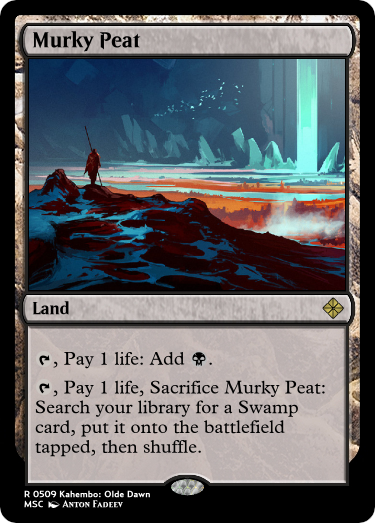 Murky Peat
Land
, Pay 1 life: Add .
, Pay 1 life, Sacrifice Murky Peat:
Search your library for a Swamp
card, put it onto the battlefield
tapped, then shuffle.
R 0509 Kahembo: Olde Dawn
MSC Anton Fadeev